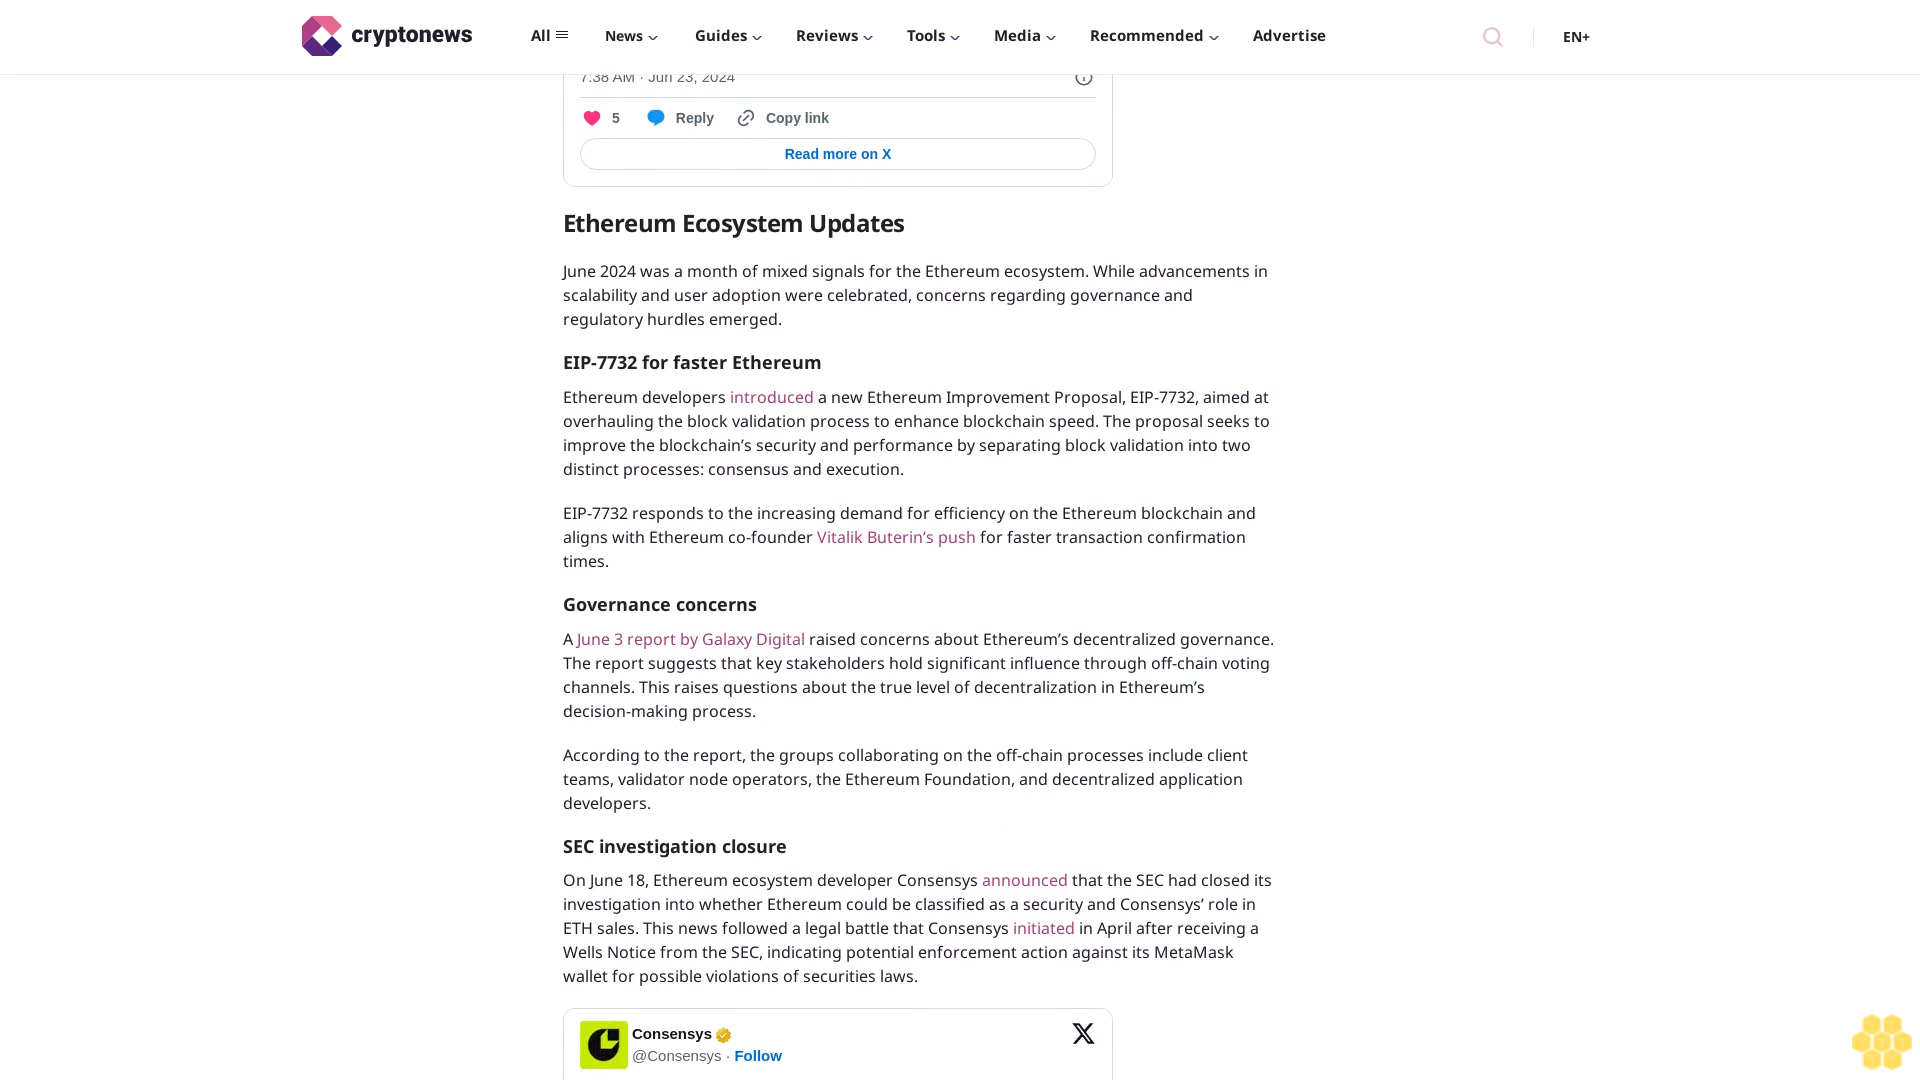 cryptonews
All
News
Guides
Reviews
Tools
Media
Recommended
Advertise
EN+
7:38 AM · Jun 23, 2024
5 Reply Copy link
Read more on X
Ethereum Ecosystem Updates
June 2024 was a month of mixed signals for the Ethereum ecosystem. While advancements in
scalability and user adoption were celebrated, concerns regarding governance and
regulatory hurdles emerged.
EIP-7732 for faster Ethereum
Ethereum developers introduced a new Ethereum Improvement Proposal, EIP-7732, aimed at
overhauling the block validation process to enhance blockchain speed. The proposal seeks to
improve the blockchain’s security and performance by separating block validation into two
distinct processes: consensus and execution.
EIP-7732 responds to the increasing demand for efficiency on the Ethereum blockchain and
aligns with Ethereum co-founder Vitalik Buterin’s push for faster transaction confirmation
times.
Governance concerns
A June 3 report by Galaxy Digital raised concerns about Ethereum’s decentralized governance.
The report suggests that key stakeholders hold significant influence through off-chain voting
channels. This raises questions about the true level of decentralization in Ethereum’s
decision-making process.
According to the report, the groups collaborating on the off-chain processes include client
teams, validator node operators, the Ethereum Foundation, and decentralized application
developers.
SEC investigation closure
On June 18, Ethereum ecosystem developer Consensys announced that the SEC had closed its
investigation into whether Ethereum could be classified as a security and Consensys’ role in
ETH sales. This news followed a legal battle that Consensys initiated in April after receiving a
Wells Notice from the SEC, indicating potential enforcement action against its MetaMask
wallet for possible violations of securities laws.
Consensys
@Consensys · Follow